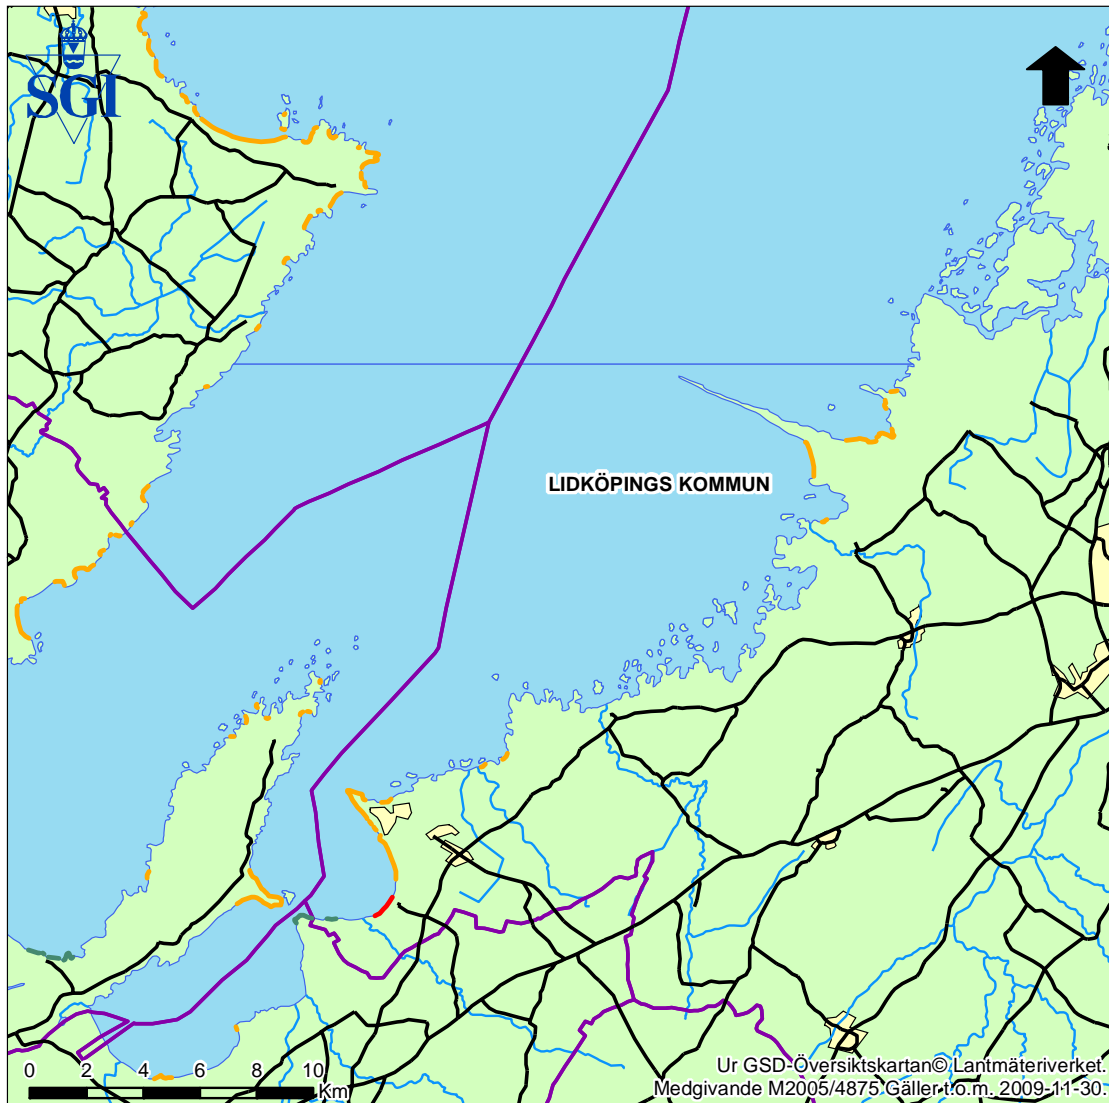 SGI
LIDKÖPINGS KOMMUN
0 2 4 6 8 10
Km
Ur GSD-Översiktskartan© Lantmäteriverket.
Medgivande M2005/4875 Gäller t.o.m. 2009-11-30.